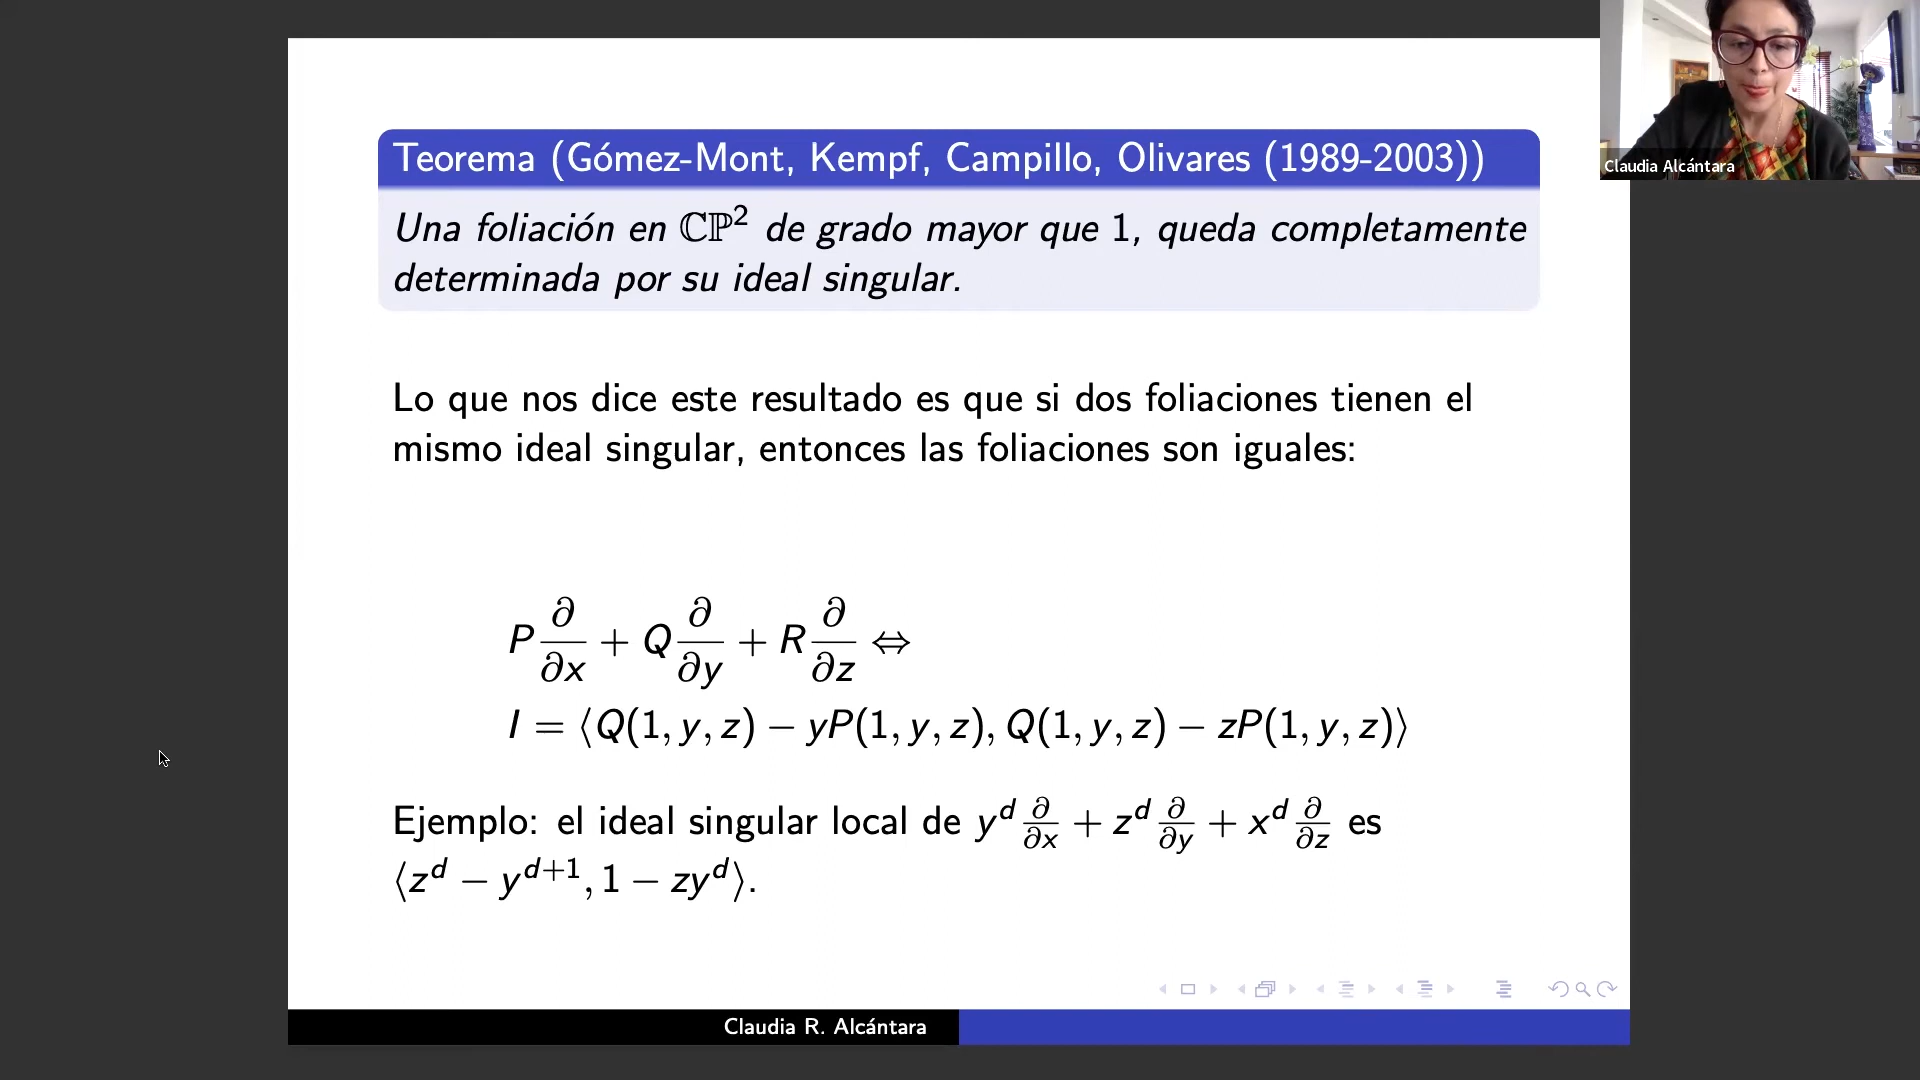 Claudia Alcántara
Teorema (Gómez-Mont, Kempf, Campillo, Olivares (1989-2003))
Una foliación en ℂℙ² de grado mayor que 1, queda completamente
determinada por su ideal singular.
Lo que nos dice este resultado es que si dos foliaciones tienen el
mismo ideal singular, entonces las foliaciones son iguales:
P ∂/∂x + Q ∂/∂y + R ∂/∂z ⇔
I = ⟨Q(1, y, z) − yP(1, y, z), Q(1, y, z) − zP(1, y, z)⟩
Ejemplo: el ideal singular local de y^d ∂/∂x + z^d ∂/∂y + x^d ∂/∂z es
⟨z^d − y^{d+1}, 1 − zy^d⟩.
Claudia R. Alcántara